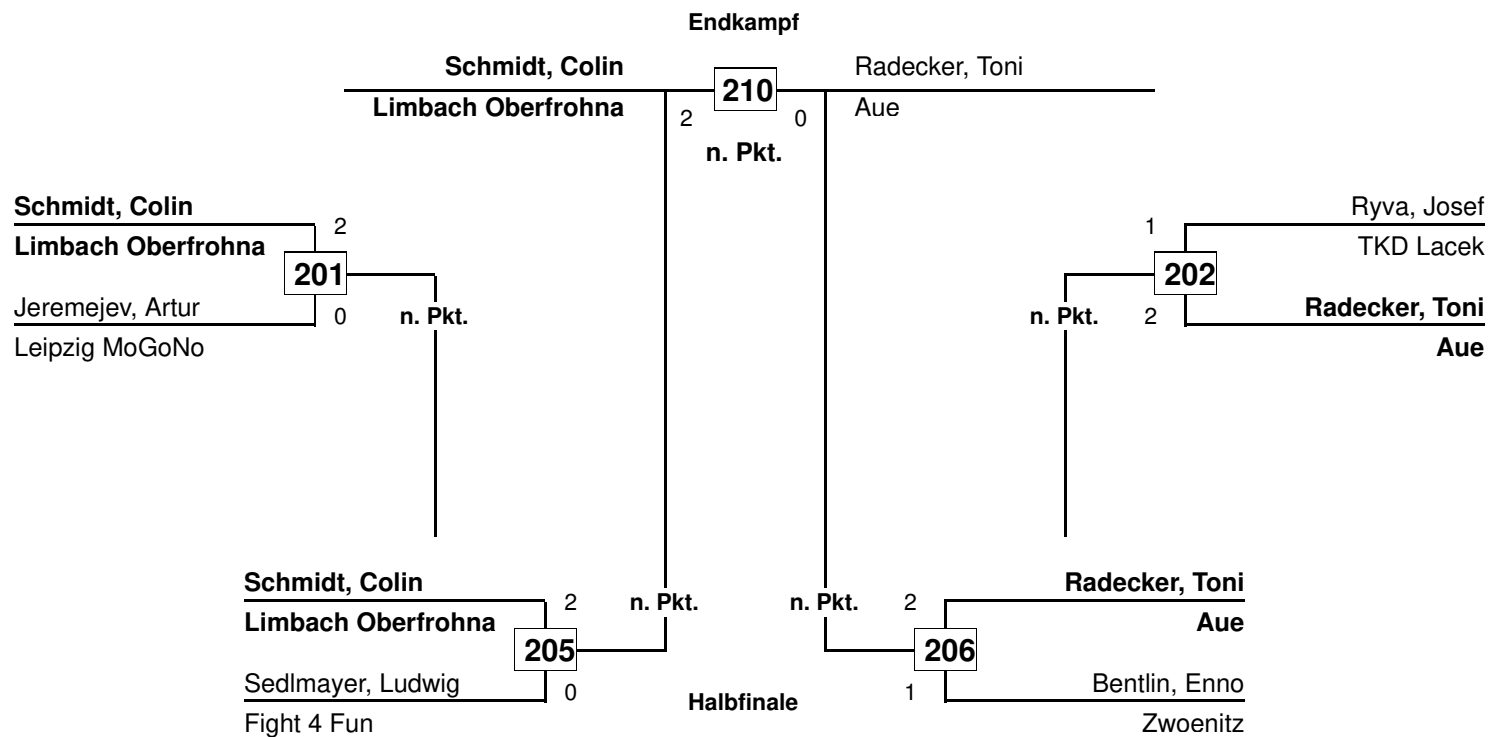 Endkampf
Schmidt, Colin
Limbach Oberfrohna
2
210
0
n. Pkt.
Radecker, Toni
Aue
Schmidt, Colin
Limbach Oberfrohna
2
201
Jeremejev, Artur
Leipzig MoGoNo
0
n. Pkt.
Ryva, Josef
TKD Lacek
1
202
n. Pkt.
2
Radecker, Toni
Aue
Schmidt, Colin
Limbach Oberfrohna
2
205
n. Pkt.
Sedlmayer, Ludwig
Fight 4 Fun
0
Halbfinale
n. Pkt.
2
Radecker, Toni
Aue
206
1
Bentlin, Enno
Zwoenitz